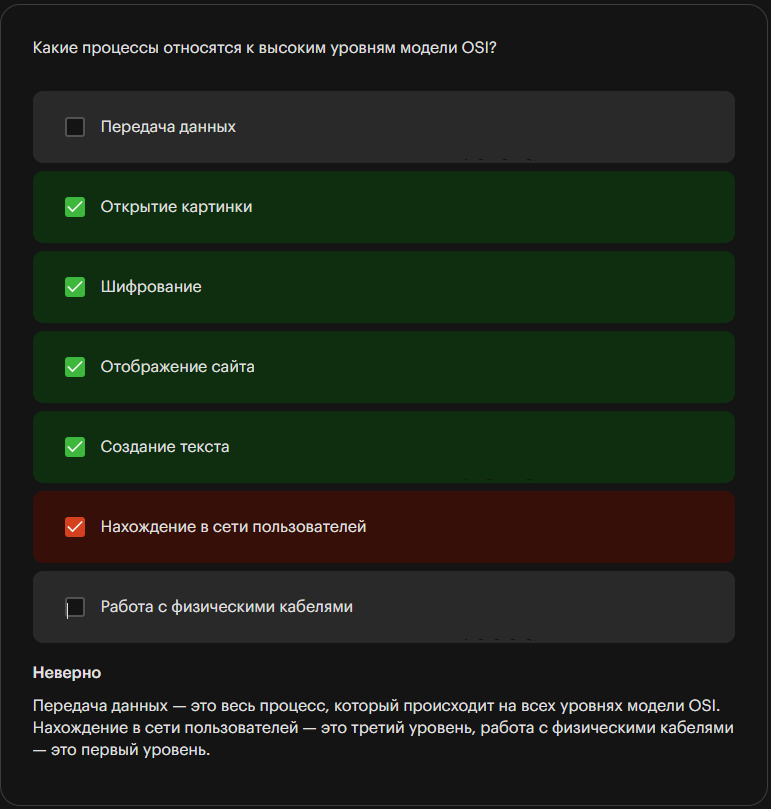 Какие процессы относятся к высоким уровням модели OSI?
Передача данных
Открытие картинки
Шифрование
Отображение сайта
Создание текста
Нахождение в сети пользователей
Работа с физическими кабелями
Неверно
Передача данных — это весь процесс, который происходит на всех уровнях модели OSI.
Нахождение в сети пользователей — это третий уровень, работа с физическими кабелями
— это первый уровень.